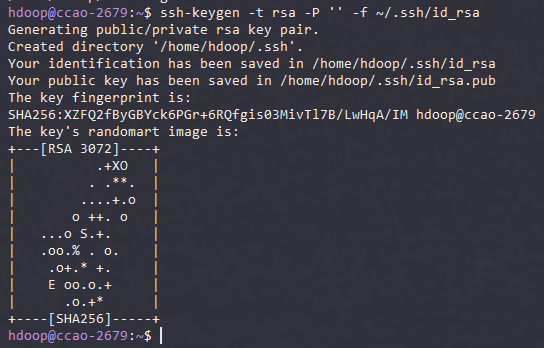 hdoop@ccao-2679:~$ ssh-keygen -t rsa -P '' -f ~/.ssh/id_rsa
Generating public/private rsa key pair.
Created directory '/home/hdoop/.ssh'.
Your identification has been saved in /home/hdoop/.ssh/id_rsa
Your public key has been saved in /home/hdoop/.ssh/id_rsa.pub
The key fingerprint is:
SHA256:XZFQ2fByGBYck6PGr+6RQfgis03MivTl7B/LwHqA/IM hdoop@ccao-2679
The key's randomart image is:
+---[RSA 3072]----+
|          .+XO   |
|         . .**.  |
|        ....+.o  |
|       o ++. o   |
|   ...o S.+.     |
|   .oo.% . o.    |
|    .o+.* +.     |
|    E oo.o.+     |
|      .o.+*      |
+----[SHA256]-----+
hdoop@ccao-2679:~$